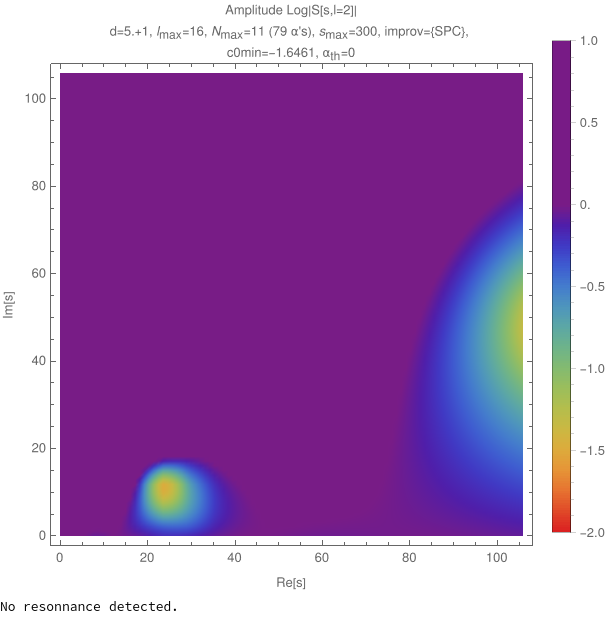 Amplitude Log|S[s,l=2]|
d=5.+1, lmax=16, Nmax=11 (79 α's), smax=300, improv={SPC},
c0min=−1.6461, αth=0
1.0
0.5
0.
−0.5
−1.0
−1.5
−2.0
100
80
60
40
20
0
Im[s]
0 20 40 60 80 100
Re[s]
No resonnance detected.